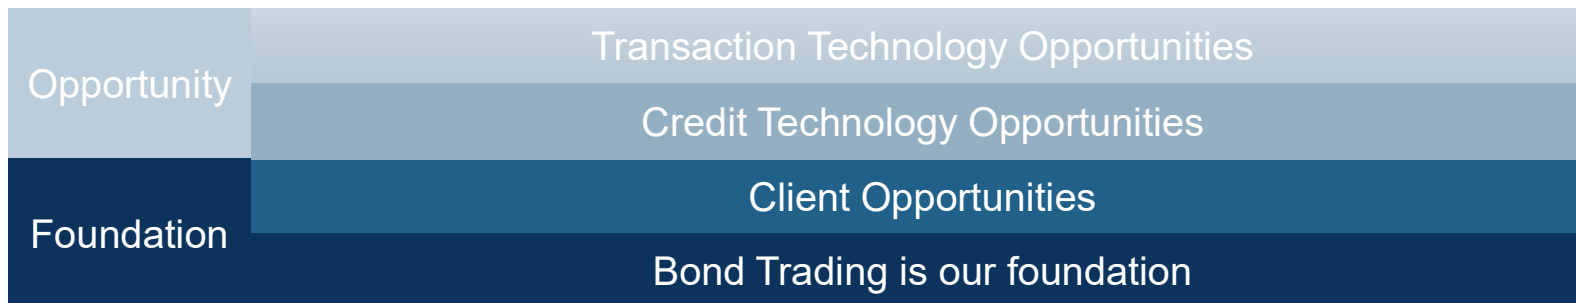 Opportunity
Transaction Technology Opportunities
Credit Technology Opportunities
Foundation
Client Opportunities
Bond Trading is our foundation